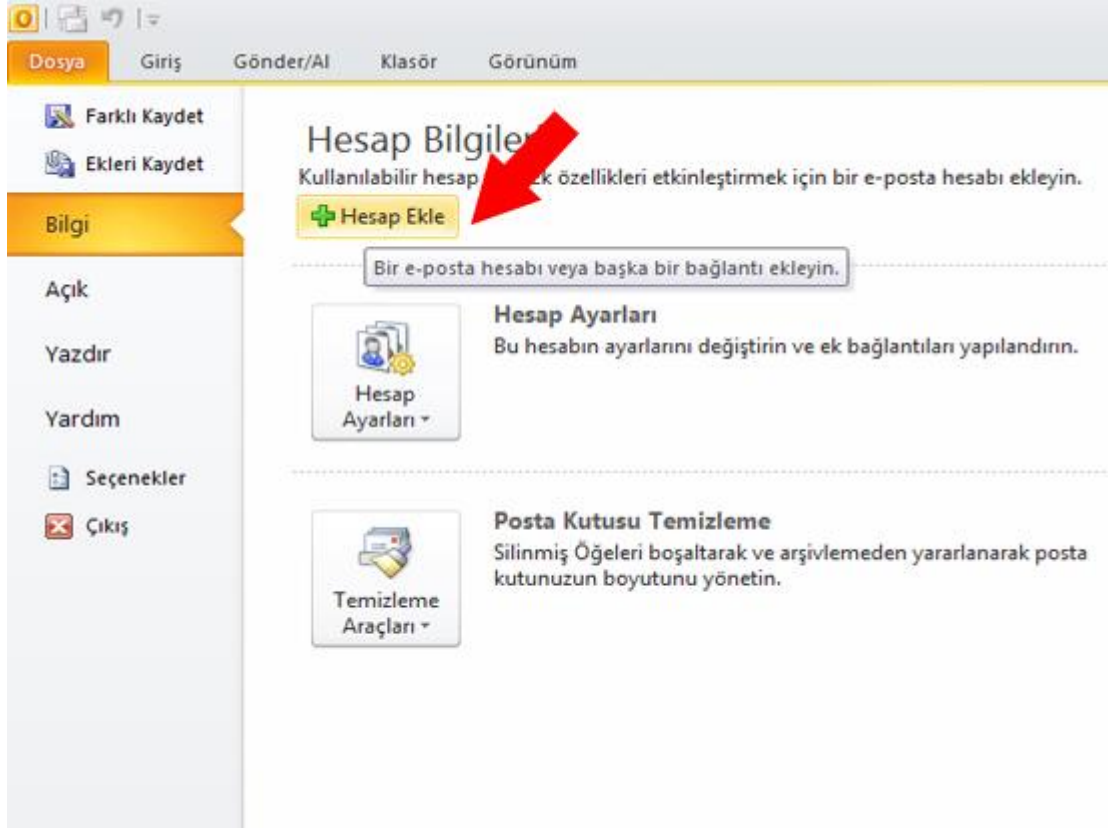 Dosya Giriş Gönder/Al Klasör Görünüm
Farklı Kaydet
Ekleri Kaydet
Bilgi
Açık
Yazdır
Yardım
Seçenekler
Çıkış
Hesap
Kullanılabilir hesap özellikleri etkinleştirmek için bir e-posta hesabı ekleyin.
Hesap Ekle
Bir e-posta hesabı veya başka bir bağlantı ekleyin.
Hesap Ayarları
Hesap Ayarları
Bu hesabın ayarlarını değiştirin ve ek bağlantıları yapılandırın.
Temizleme Araçları
Posta Kutusu Temizleme
Silinmiş Öğeleri boşaltarak ve arşivlemeden yararlanarak posta
kutunuzun boyutunu yönetin.